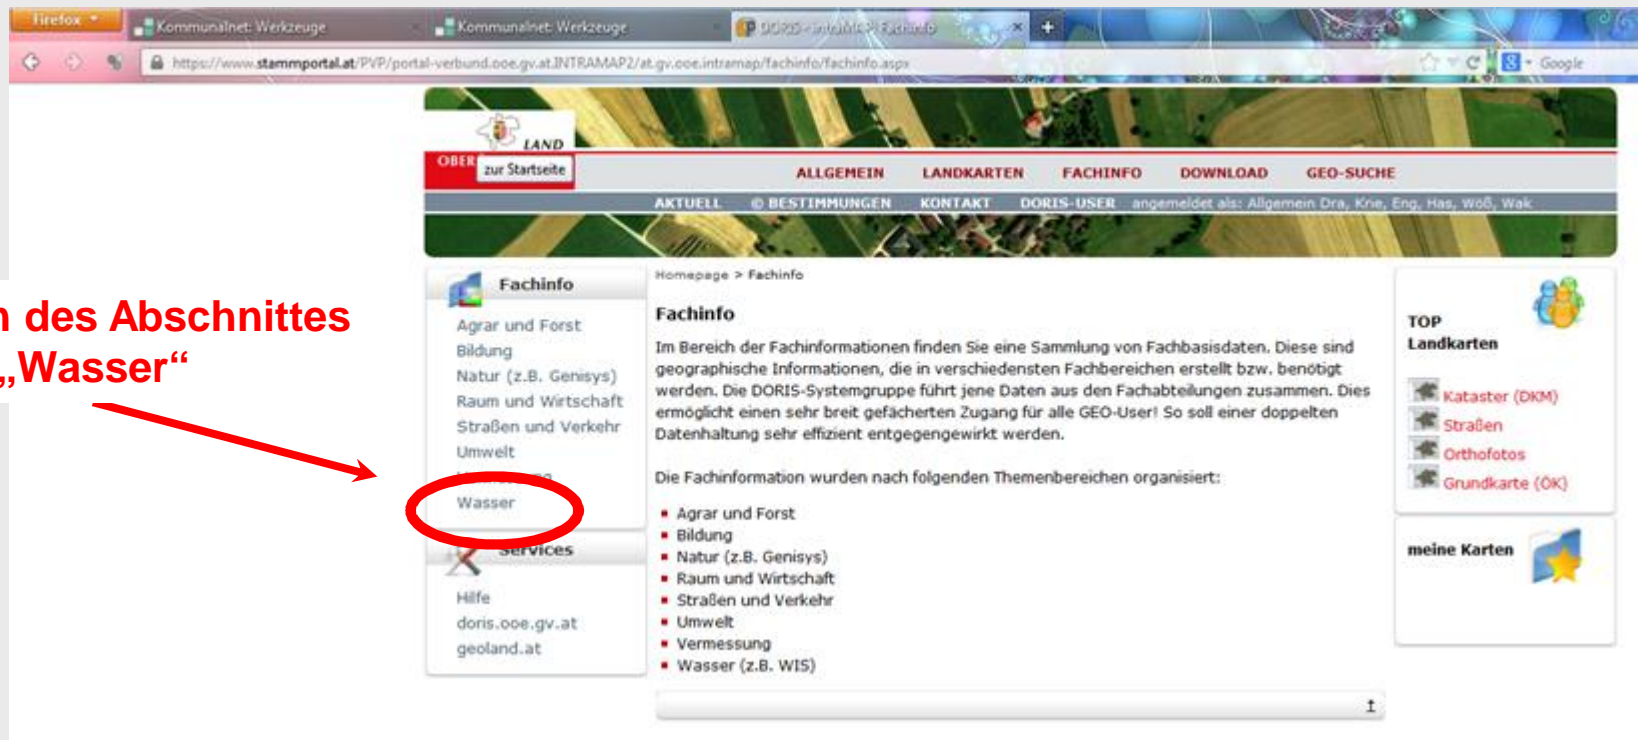 Firefox
Kommunalnet: Werkzeuge
Kommunalnet: Werkzeuge
https://www.stammportal.at/PVP/portal-verbund.ooe.gv.at.INTRAMAP2/at.gv.ooe.intramap/fachinfo/fachinfo.aspx
Google
LAND
OBER
zur Startseite
ALLGEMEIN LANDKARTEN FACHINFO DOWNLOAD GEO-SUCHE
AKTUELL © BESTIMMUNGEN KONTAKT DORIS-USER angemeldet als: Allgemein Dra, Krie, Eng, Has, Wöß, Wak
des Abschnittes
„Wasser“
Fachinfo
Agrar und Forst
Bildung
Natur (z.B. Genisys)
Raum und Wirtschaft
Straßen und Verkehr
Umwelt
Wasser
Services
Hilfe
doris.ooe.gv.at
geoland.at
Homepage > Fachinfo
Fachinfo
Im Bereich der Fachinformationen finden Sie eine Sammlung von Fachbasisdaten. Diese sind
geographische Informationen, die in verschiedensten Fachbereichen erstellt bzw. benötigt
werden. Die DORIS-Systemgruppe führt jene Daten aus den Fachabteilungen zusammen. Dies
ermöglicht einen sehr breit gefächerten Zugang für alle GEO-User! So soll einer doppelten
Datenhaltung sehr effizient entgegengewirkt werden.
Die Fachinformation wurden nach folgenden Themenbereichen organisiert:
Agrar und Forst
Bildung
Natur (z.B. Genisys)
Raum und Wirtschaft
Straßen und Verkehr
Umwelt
Vermessung
Wasser (z.B. WIS)
TOP
Landkarten
Kataster (DKM)
Straßen
Orthofotos
Grundkarte (ÖK)
meine Karten